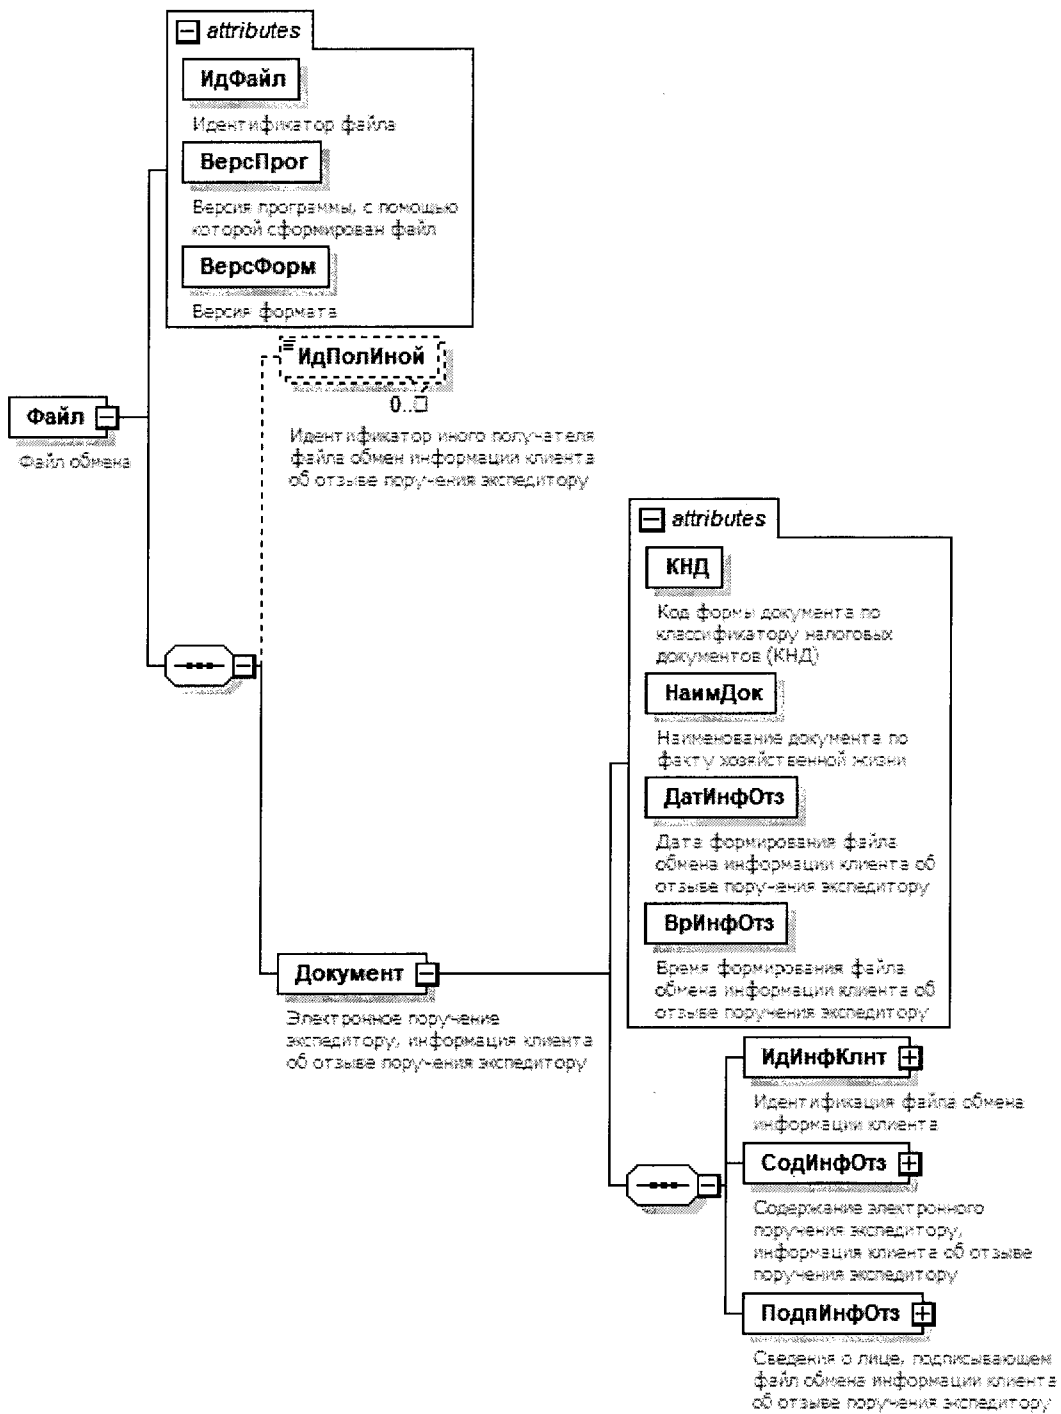 attributes
ИдФайл
Идентификатор файла
ВерсПрог
Версия программы, с помощью
которой сформирован файл
ВерсФорм
Версия формата
ИдПолИной
0..
Идентификатор иного получателя
файла обмен информации клиента
об отзыве поручения экспедитору
Файл
Файл обмена
attributes
КНД
Код формы документа по
классификатору налоговых
документов (КНД)
НаимДок
Наименование документа по
факту хозяйственной жизни
ДатИнфОтз
Дата формирования файла
обмена информации клиента об
отзыве поручения экспедитору
ВрИнфОтз
Время формирования файла
обмена информации клиента об
отзыве поручения экспедитору
Документ
Электронное поручение
экспедитору, информация клиента
об отзыве поручения экспедитору
ИдИнфКлнт
Идентификация файла обмена
информации клиента
СодИнфОтз
Содержание электронного
поручения экспедитору,
информация клиента об отзыве
поручения экспедитору
ПодпИнфОтз
Сведения о лице, подписывающем
файл обмена информации клиента
об отзыве поручения экспедитору